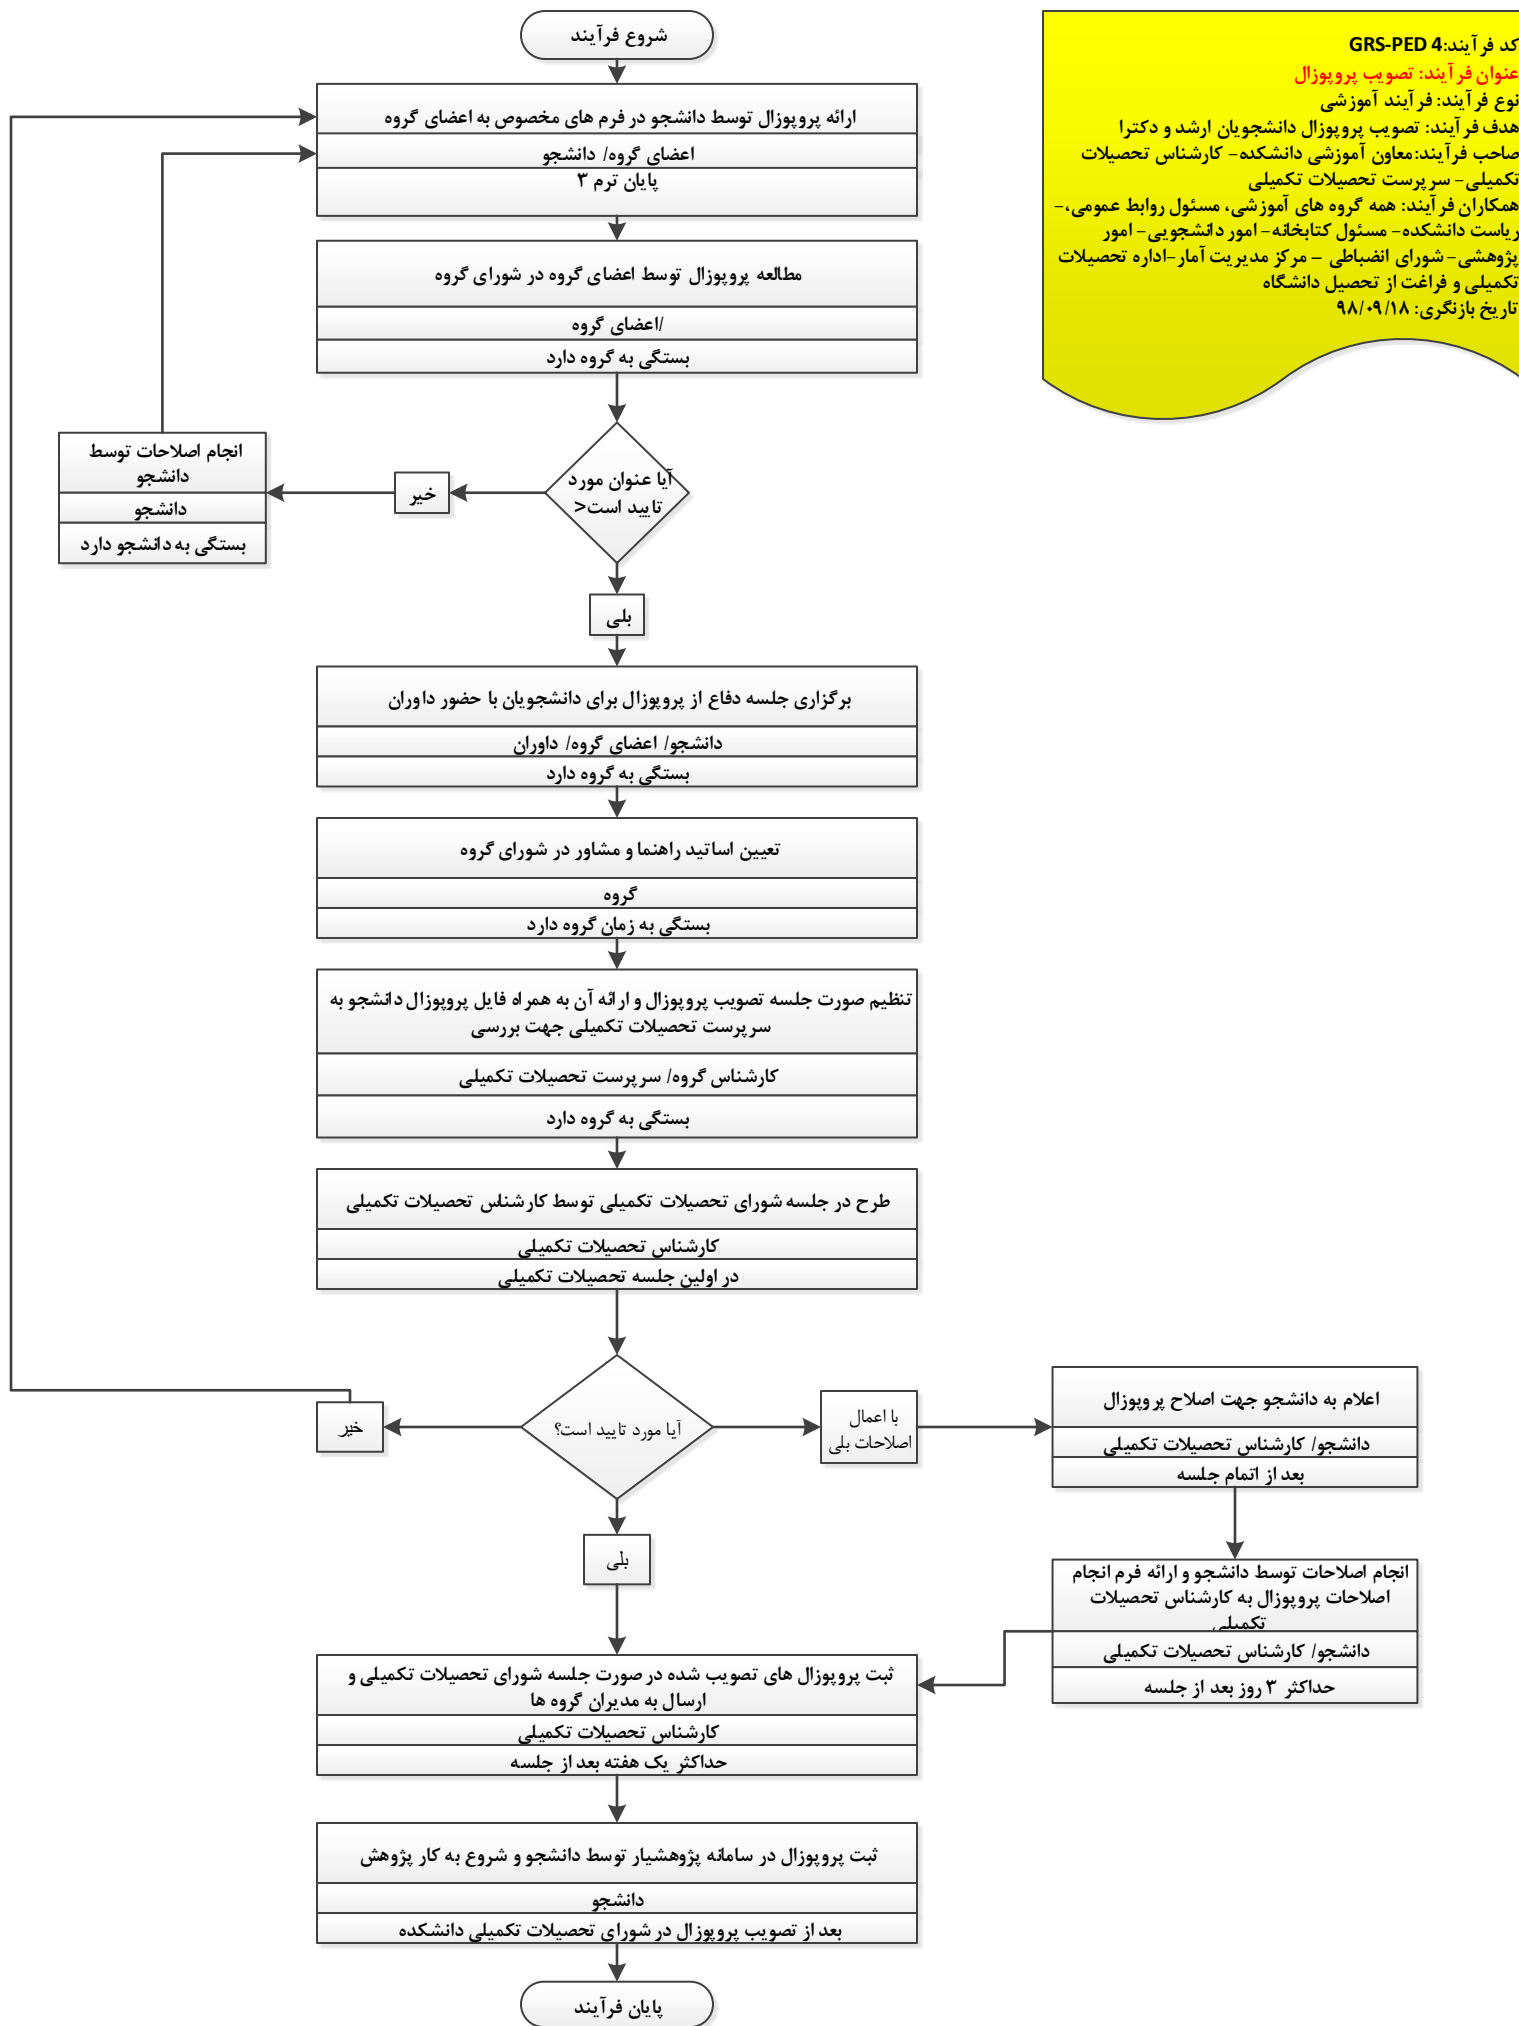 شروع فرآیند
کد فرآیند:GRS-PED 4
عنوان فرآیند: تصویب پروپوزال
نوع فرآیند: فرآیند آموزشی
هدف فرآیند: تصویب پروپوزال دانشجویان ارشد و دکترا
صاحب فرآیند:معاون آموزشی دانشکده- کارشناس تحصیلات
تکمیلی- سرپرست تحصیلات تکمیلی
همکاران فرآیند: همه گروه های آموزشی، مسئول روابط عمومی،-
ریاست دانشکده- مسئول کتابخانه- امور دانشجویی- امور
پژوهشی- شورای انضباطی – مرکز مدیریت آمار-اداره تحصیلات
تکمیلی و فراغت از تحصیل دانشگاه
تاریخ بازنگری: ۹۸/۰۹/۱۸
ارائه پروپوزال توسط دانشجو در فرم های مخصوص به اعضای گروه
اعضای گروه/ دانشجو
پایان ترم ۳
مطالعه پروپوزال توسط اعضای گروه در شورای گروه
/اعضای گروه
بستگی به گروه دارد
آیا عنوان مورد
تایید است<
خیر
انجام اصلاحات توسط
دانشجو
دانشجو
بستگی به دانشجو دارد
بلی
برگزاری جلسه دفاع از پروپوزال برای دانشجویان با حضور داوران
دانشجو/ اعضای گروه/ داوران
بستگی به گروه دارد
تعیین اساتید راهنما و مشاور در شورای گروه
گروه
بستگی به زمان گروه دارد
تنظیم صورت جلسه تصویب پروپوزال و ارائه آن به همراه فایل پروپوزال دانشجو به
سرپرست تحصیلات تکمیلی جهت بررسی
کارشناس گروه/ سرپرست تحصیلات تکمیلی
بستگی به گروه دارد
طرح در جلسه شورای تحصیلات تکمیلی توسط کارشناس تحصیلات تکمیلی
کارشناس تحصیلات تکمیلی
در اولین جلسه تحصیلات تکمیلی
آیا مورد تایید است؟
خیر
با اعمال
اصلاحات بلی
اعلام به دانشجو جهت اصلاح پروپوزال
دانشجو/ کارشناس تحصیلات تکمیلی
بعد از اتمام جلسه
بلی
انجام اصلاحات توسط دانشجو و ارائه فرم انجام
اصلاحات پروپوزال به کارشناس تحصیلات
تکمیلی
دانشجو/ کارشناس تحصیلات تکمیلی
حداکثر ۳ روز بعد از جلسه
ثبت پروپوزال های تصویب شده در صورت جلسه شورای تحصیلات تکمیلی و
ارسال به مدیران گروه ها
کارشناس تحصیلات تکمیلی
حداکثر یک هفته بعد از جلسه
ثبت پروپوزال در سامانه پژوهشیار توسط دانشجو و شروع به کار پژوهش
دانشجو
بعد از تصویب پروپوزال در شورای تحصیلات تکمیلی دانشکده
پایان فرآیند